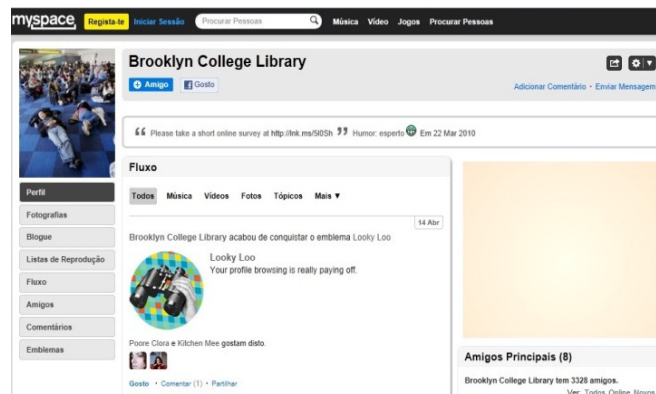 myspace Regista-te Iniciar Sessão Procurar Pessoas Música Vídeo Jogos Procurar Pessoas
Brooklyn College Library
Amigo Gosto
Adicionar Comentário · Enviar Mensagem
“ Please take a short online survey at http://lnk.ms/5l0Sh ” Humor: esperto Em 22 Mar 2010
Perfil
Fotografias
Blogue
Listas de Reprodução
Fluxo
Amigos
Comentários
Emblemas
Fluxo
Todos Música Vídeos Fotos Tópicos Mais ▼
14 Abr
Brooklyn College Library acabou de conquistar o emblema Looky Loo
Looky Loo
Your profile browsing is really paying off.
Poore Clora e Kitchen Mee gostam disto.
Gosto · Comentar (1) · Partilhar
Amigos Principais (8)
Brooklyn College Library tem 3328 amigos.
Ver: Todos Online Novos